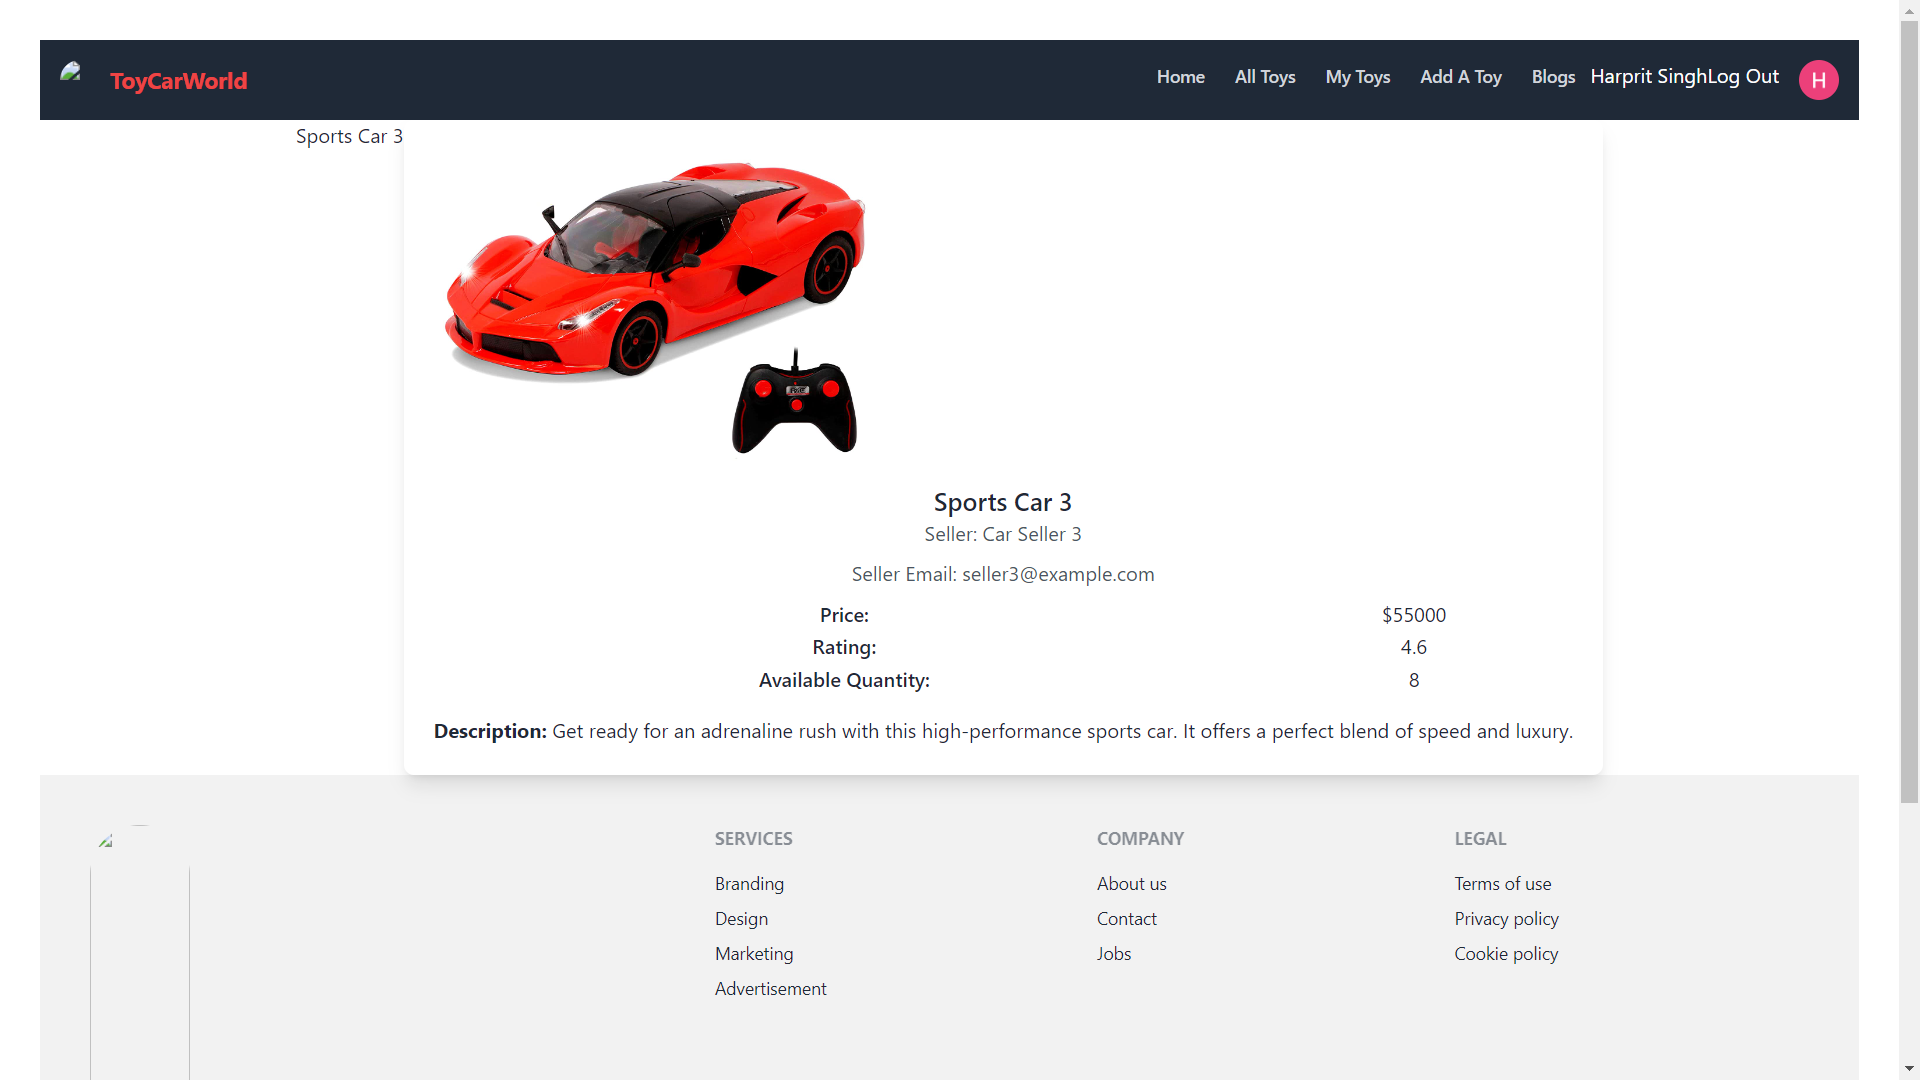 ToyCarWorld
Home All Toys My Toys Add A Toy Blogs Harprit SinghLog Out H
Sports Car 3
Sports Car 3
Seller: Car Seller 3
Seller Email: seller3@example.com
Price: $55000
Rating: 4.6
Available Quantity: 8
Description: Get ready for an adrenaline rush with this high-performance sports car. It offers a perfect blend of speed and luxury.
SERVICES COMPANY LEGAL
Branding About us Terms of use
Design Contact Privacy policy
Marketing Jobs Cookie policy
Advertisement